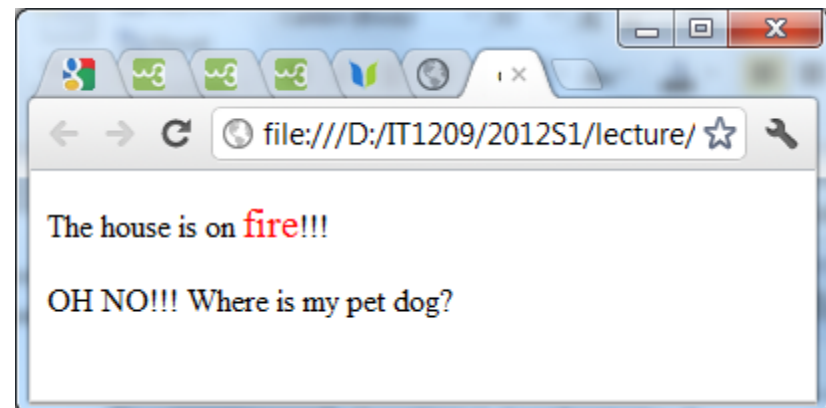 file:///D:/IT1209/2012S1/lecture/
The house is on fire!!!
OH NO!!! Where is my pet dog?